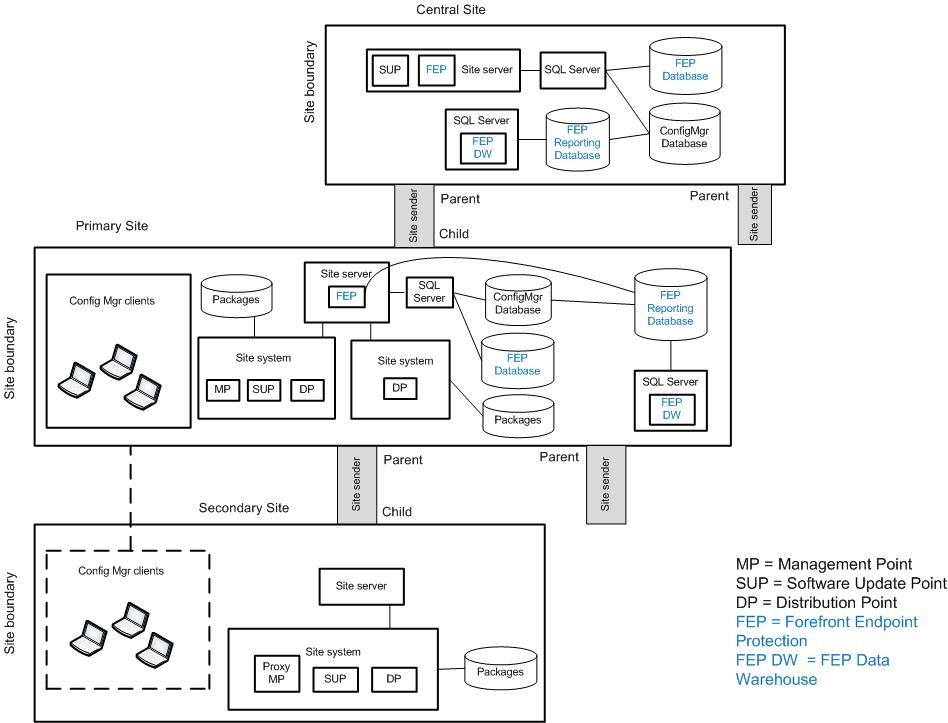 Central Site
Site boundary
SUP
FEP
Site server
SQL Server
FEP
Database
SQL Server
FEP
DW
FEP
Reporting
Database
ConfigMgr
Database
Site sender
Parent
Parent
Site sender
Child
Primary Site
Site boundary
Config Mgr clients
Packages
Site server
FEP
SQL
Server
ConfigMgr
Database
FEP
Reporting
Database
Site system
MP
SUP
DP
Site system
DP
FEP
Database
Packages
SQL Server
FEP
DW
Site sender
Parent
Parent
Site sender
Child
Secondary Site
Site boundary
Config Mgr clients
Site server
Site system
Proxy
MP
SUP
DP
Packages
MP = Management Point
SUP = Software Update Point
DP = Distribution Point
FEP = Forefront Endpoint
Protection
FEP DW  = FEP Data
Warehouse